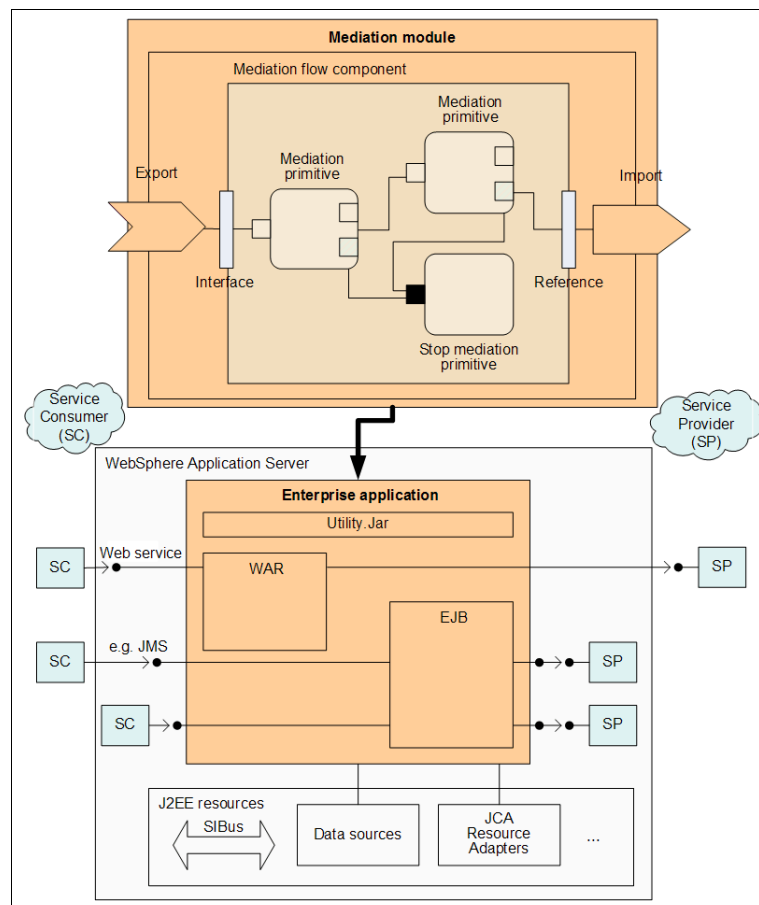 Mediation module
Mediation flow component
Mediation
primitive
Mediation
primitive
Export
Import
Interface
Reference
Stop mediation
primitive
Service
Consumer
(SC)
Service
Provider
(SP)
WebSphere Application Server
Enterprise application
Utility.Jar
Web service
SC
WAR
SP
EJB
e.g. JMS
SC
SP
SC
SP
J2EE resources
SIBus
Data sources
JCA
Resource
Adapters
...